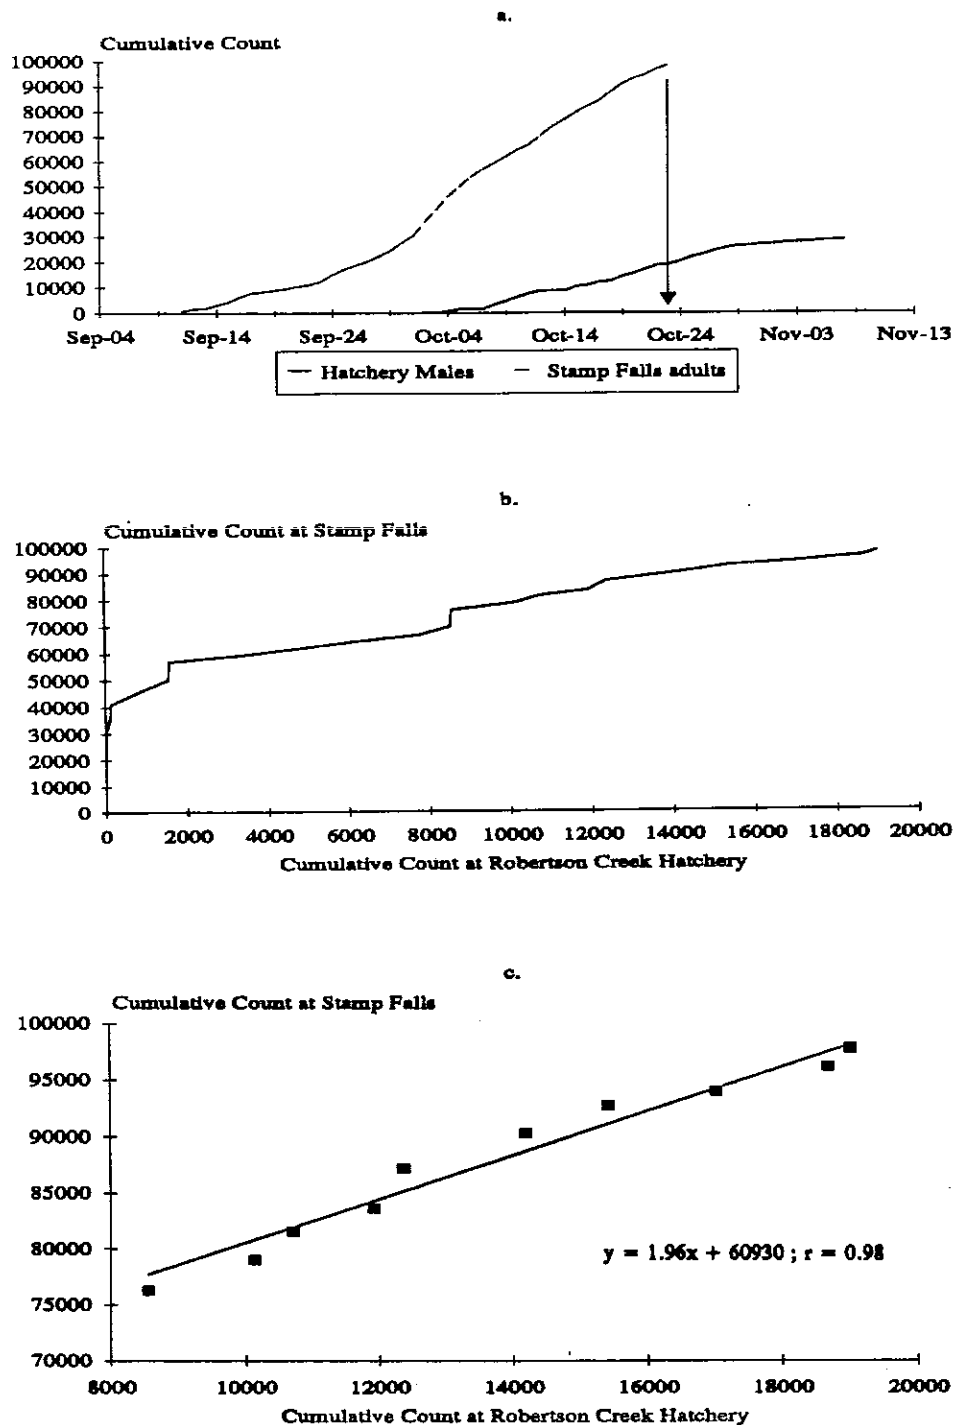 a.
Cumulative Count
100000
90000
80000
70000
60000
50000
40000
30000
20000
10000
0
Sep-04 Sep-14 Sep-24 Oct-04 Oct-14 Oct-24 Nov-03 Nov-13
Hatchery Males Stamp Falls adults
b.
Cumulative Count at Stamp Falls
100000
90000
80000
70000
60000
50000
40000
30000
20000
10000
0
0 2000 4000 6000 8000 10000 12000 14000 16000 18000 20000
Cumulative Count at Robertson Creek Hatchery
c.
Cumulative Count at Stamp Falls
100000
95000
90000
85000
80000
75000
70000
y = 1.96x + 60930 ; r = 0.98
8000 10000 12000 14000 16000 18000 20000
Cumulative Count at Robertson Creek Hatchery